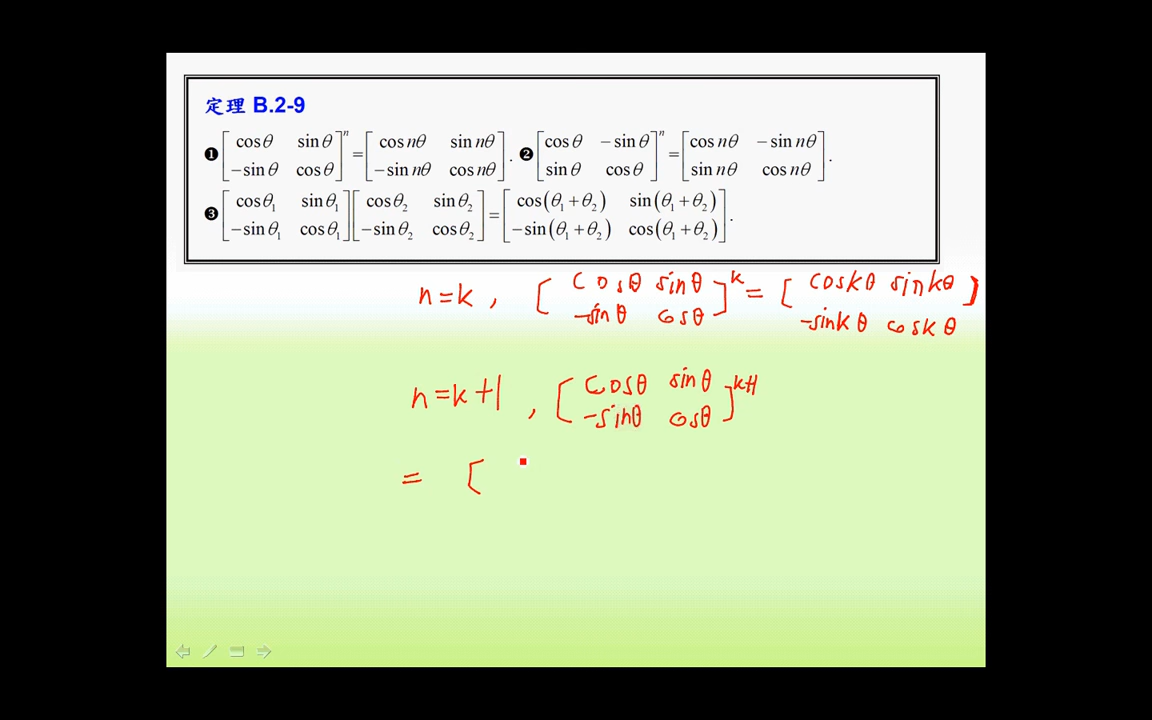 定理 B.2-9
❶ [cosθ sinθ; −sinθ cosθ]ⁿ = [cos nθ sin nθ; −sin nθ cos nθ]. ❷ [cosθ −sinθ; sinθ cosθ]ⁿ = [cos nθ −sin nθ; sin nθ cos nθ].
❸ [cosθ₁ sinθ₁; −sinθ₁ cosθ₁][cosθ₂ sinθ₂; −sinθ₂ cosθ₂] = [cos(θ₁+θ₂) sin(θ₁+θ₂); −sin(θ₁+θ₂) cos(θ₁+θ₂)].
n=k, [cosθ sinθ; -sinθ cosθ]ᵏ = [coskθ sinkθ; -sinkθ coskθ]
n=k+1, [cosθ sinθ; -sinθ cosθ]ᵏ⁺¹
= [